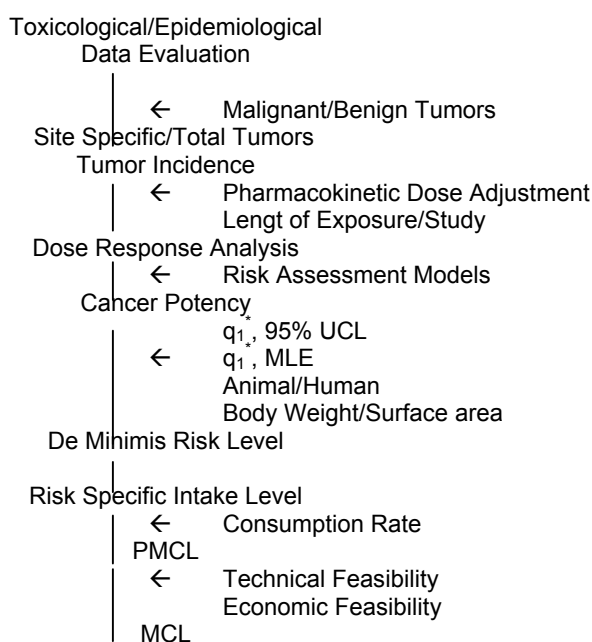 Toxicological/Epidemiological
Data Evaluation
← Malignant/Benign Tumors
Site Specific/Total Tumors
Tumor Incidence
← Pharmacokinetic Dose Adjustment
Lengt of Exposure/Study
Dose Response Analysis
← Risk Assessment Models
Cancer Potency
q₁*, 95% UCL
← q₁*, MLE
Animal/Human
Body Weight/Surface area
De Minimis Risk Level
Risk Specific Intake Level
← Consumption Rate
PMCL
← Technical Feasibility
Economic Feasibility
MCL